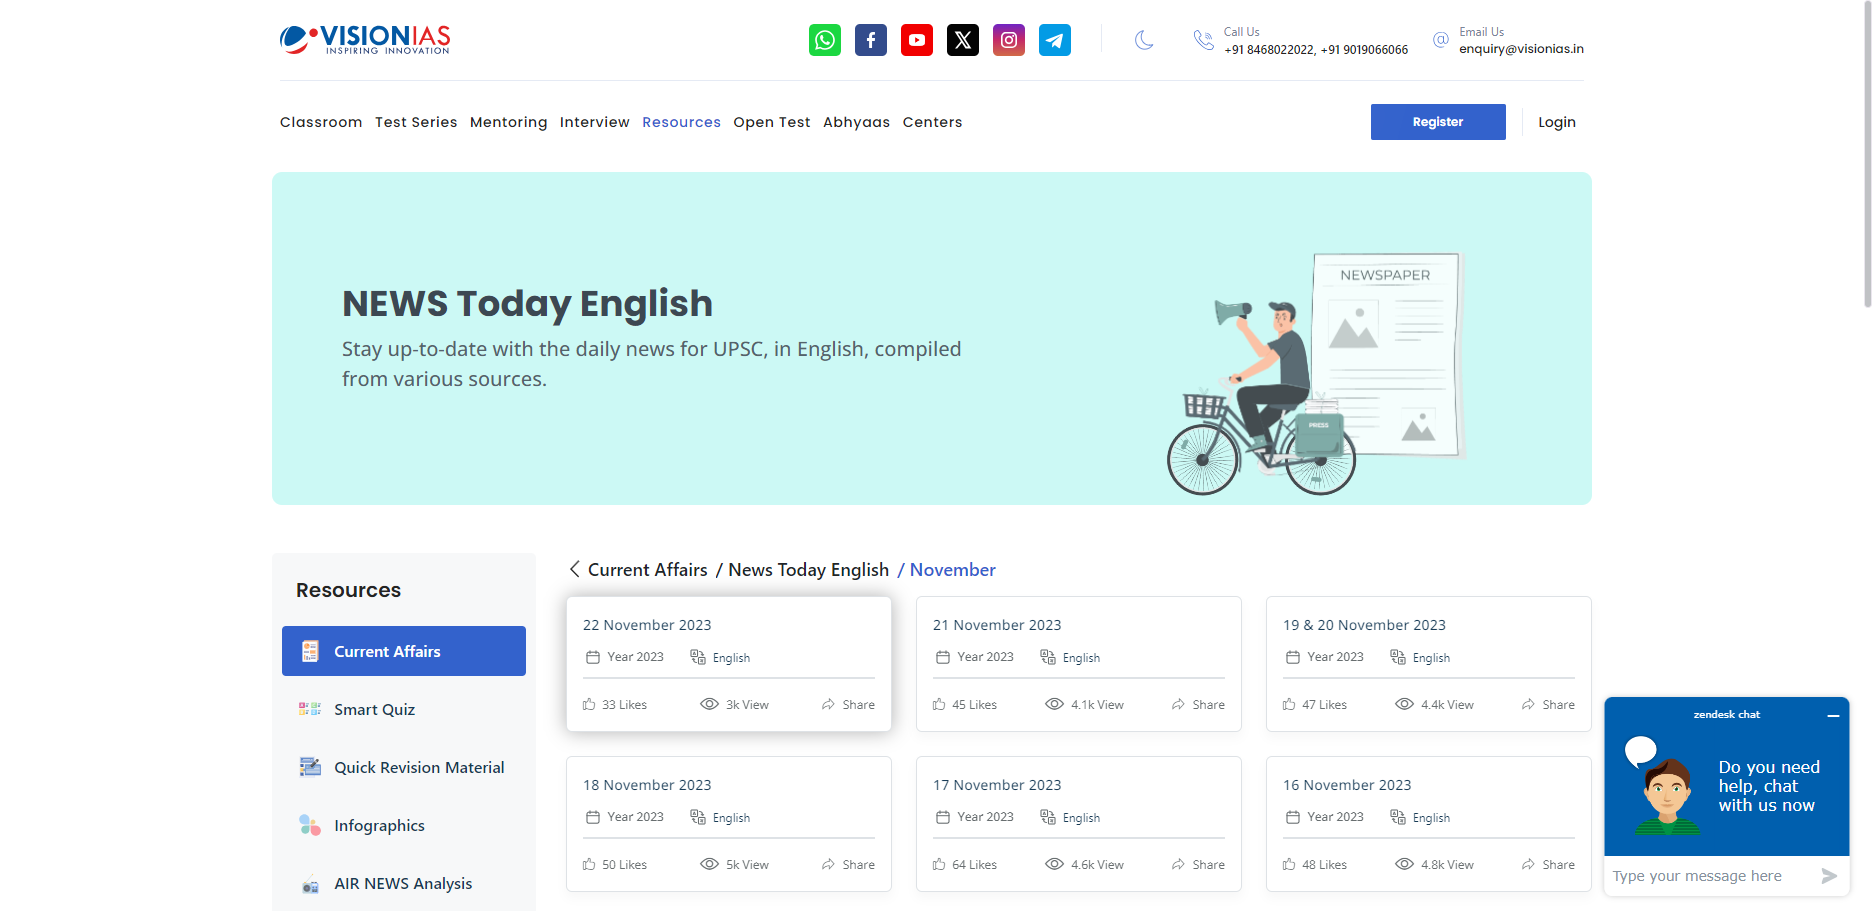 VISIONIAS
INSPIRING INNOVATION
Call Us
+91 8468022022, +91 9019066066
Email Us
enquiry@visionias.in
Classroom Test Series Mentoring Interview Resources Open Test Abhyaas Centers
Register
Login
NEWS Today English
Stay up-to-date with the daily news for UPSC, in English, compiled
from various sources.
NEWSPAPER
PRESS
Resources
Current Affairs
Smart Quiz
Quick Revision Material
Infographics
AIR NEWS Analysis
Current Affairs / News Today English / November
22 November 2023
Year 2023 English
33 Likes 3k View Share
21 November 2023
Year 2023 English
45 Likes 4.1k View Share
19 & 20 November 2023
Year 2023 English
47 Likes 4.4k View Share
18 November 2023
Year 2023 English
50 Likes 5k View Share
17 November 2023
Year 2023 English
64 Likes 4.6k View Share
16 November 2023
Year 2023 English
48 Likes 4.8k View Share
zendesk chat
Do you need
help, chat
with us now
Type your message here